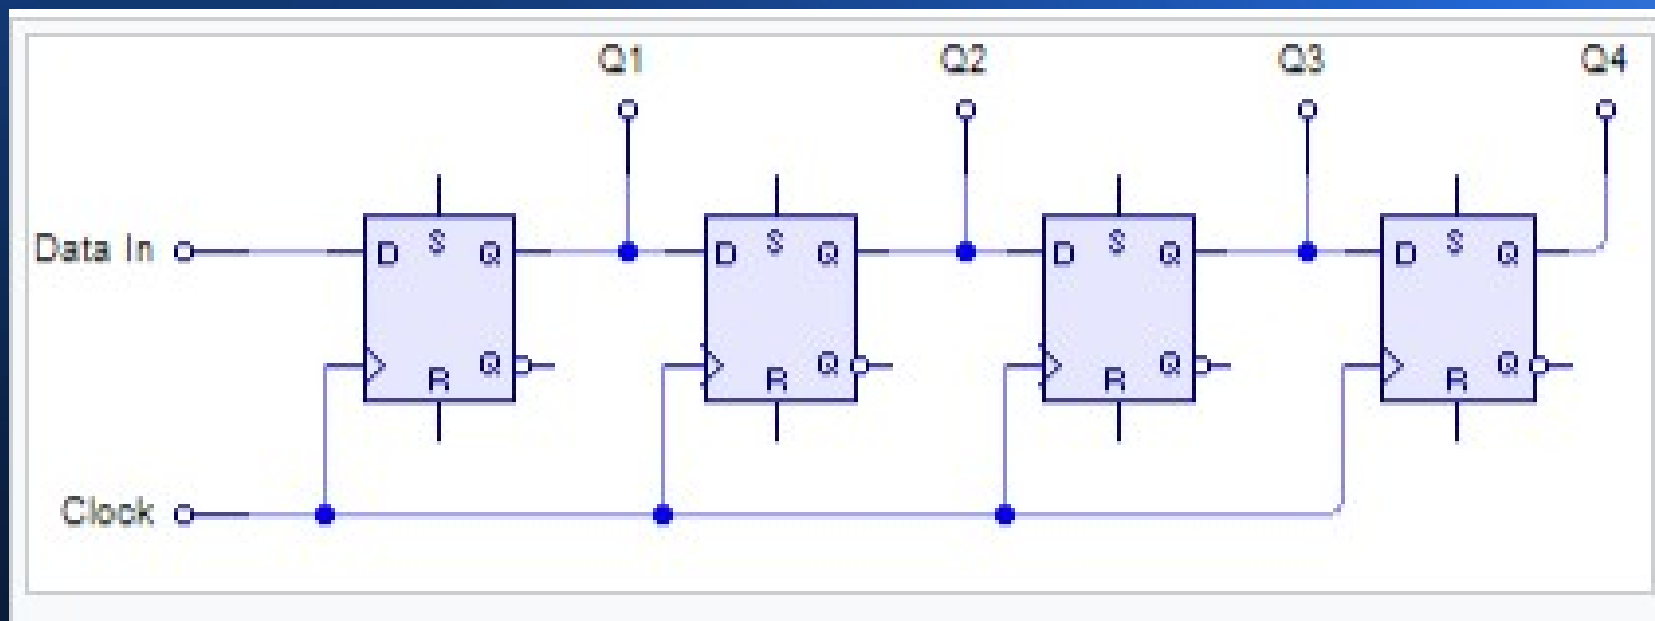 Q1 Q2 Q3 Q4
Data In D S Q D S Q D S Q D S Q
R Q R Q R Q R Q
Clock